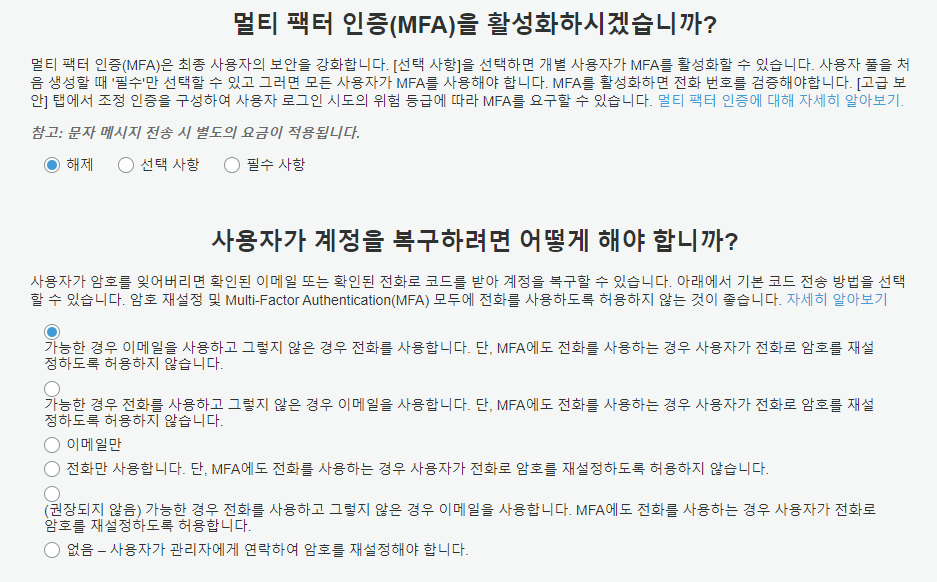 멀티 팩터 인증(MFA)을 활성화하시겠습니까?
멀티 팩터 인증(MFA)은 최종 사용자의 보안을 강화합니다. [선택 사항]을 선택하면 개별 사용자가 MFA를 활성화할 수 있습니다. 사용자 풀을 처
음 생성할 때 '필수'만 선택할 수 있고 그러면 모든 사용자가 MFA를 사용해야 합니다. MFA를 활성화하면 전화 번호를 검증해야합니다. [고급 보
안] 탭에서 조정 인증을 구성하여 사용자 로그인 시도의 위험 등급에 따라 MFA를 요구할 수 있습니다. 멀티 팩터 인증에 대해 자세히 알아보기.
참고: 문자 메시지 전송 시 별도의 요금이 적용됩니다.
해제 선택 사항 필수 사항
사용자가 계정을 복구하려면 어떻게 해야 합니까?
사용자가 암호를 잊어버리면 확인된 이메일 또는 확인된 전화로 코드를 받아 계정을 복구할 수 있습니다. 아래에서 기본 코드 전송 방법을 선택
할 수 있습니다. 암호 재설정 및 Multi-Factor Authentication(MFA) 모두에 전화를 사용하도록 허용하지 않는 것이 좋습니다. 자세히 알아보기
가능한 경우 이메일을 사용하고 그렇지 않은 경우 전화를 사용합니다. 단, MFA에도 전화를 사용하는 경우 사용자가 전화로 암호를 재설
정하도록 허용하지 않습니다.
가능한 경우 전화를 사용하고 그렇지 않은 경우 이메일을 사용합니다. 단, MFA에도 전화를 사용하는 경우 사용자가 전화로 암호를 재설
정하도록 허용하지 않습니다.
이메일만
전화만 사용합니다. 단, MFA에도 전화를 사용하는 경우 사용자가 전화로 암호를 재설정하도록 허용하지 않습니다.
(권장되지 않음) 가능한 경우 전화를 사용하고 그렇지 않은 경우 이메일을 사용합니다. MFA에도 전화를 사용하는 경우 사용자가 전화로
암호를 재설정하도록 허용합니다.
없음 – 사용자가 관리자에게 연락하여 암호를 재설정해야 합니다.